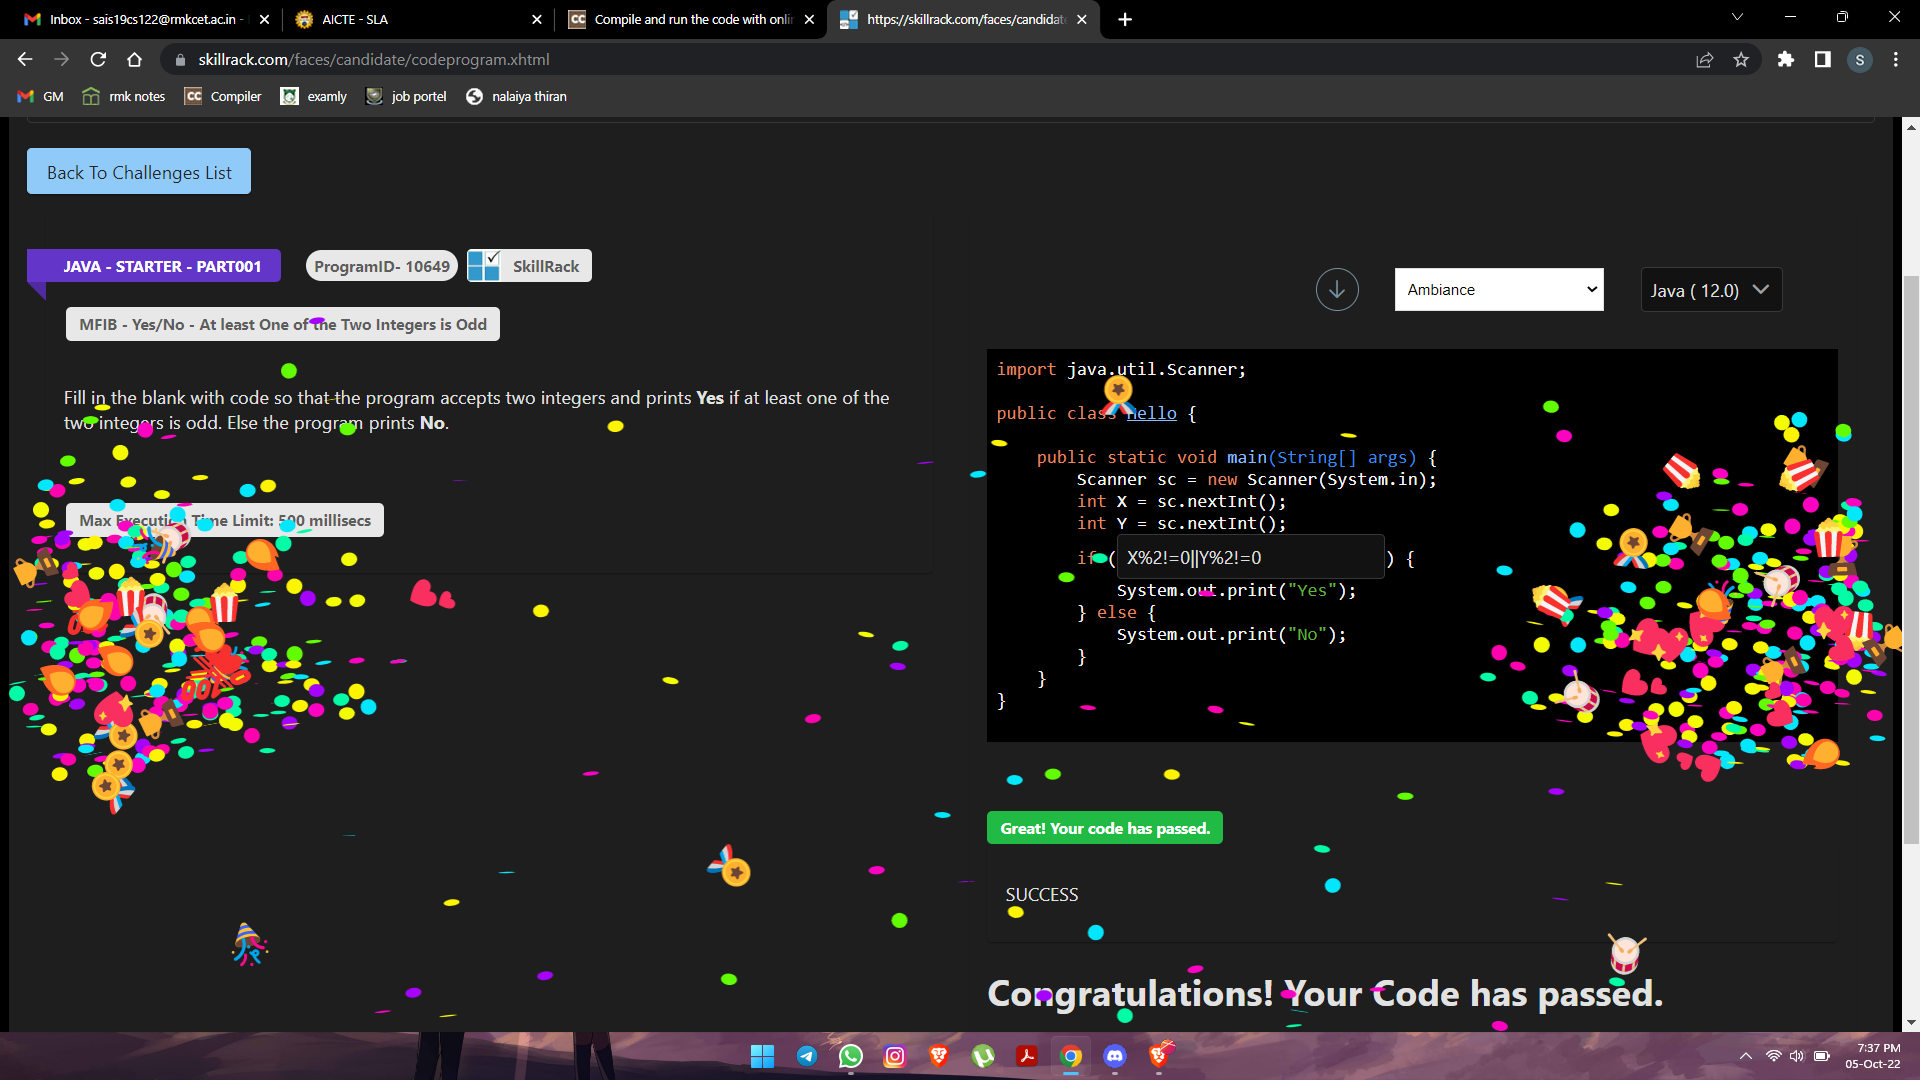 Inbox - sais19cs122@rmkcet.ac.in -
AICTE - SLA
Compile and run the code with onlin
https://skillrack.com/faces/candidate
skillrack.com/faces/candidate/codeprogram.xhtml
S
GM
rmk notes
CC Compiler
examly
job portel
nalaiya thiran
Back To Challenges List
JAVA - STARTER - PART001
ProgramID- 10649
SkillRack
Ambiance
Java ( 12.0)
MFIB - Yes/No - At least One of the Two Integers is Odd
Fill in the blank with code so that the program accepts two integers and prints Yes if at least one of the
two integers is odd. Else the program prints No.
Max Execution Time Limit: 500 millisecs
import java.util.Scanner;
public class Hello {
public static void main(String[] args) {
Scanner sc = new Scanner(System.in);
int X = sc.nextInt();
int Y = sc.nextInt();
if ( X%2!=0||Y%2!=0 ) {
System.out.print("Yes");
} else {
System.out.print("No");
}
}
}
Great! Your code has passed.
SUCCESS
Congratulations! Your Code has passed.
7:37 PM
05-Oct-22